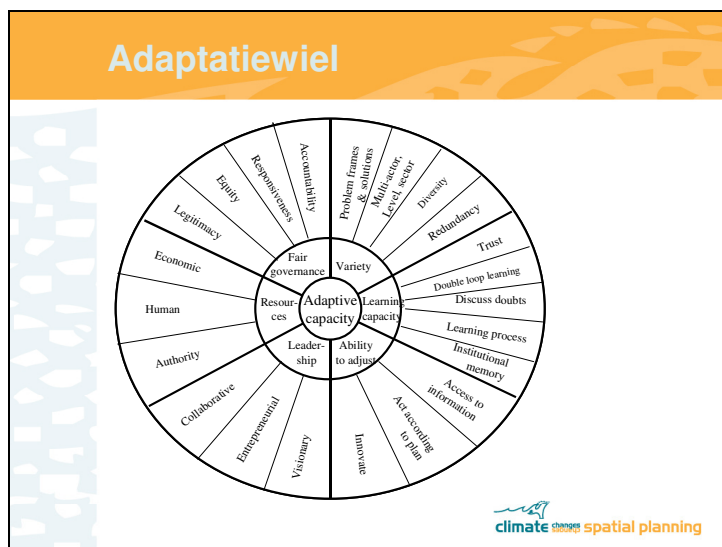 Adaptatiewiel
Accountability
Responsiveness
Equity
Legitimacy
Economic
Human
Authority
Collaborative
Entrepreneurial
Visionary
Problem frames
& solutions
Multi-actor,
Level, sector
Diversity
Redundancy
Trust
Double loop learning
Discuss doubts
Learning process
Institutional
memory
Access to
information
Act according
to plan
Innovate
Fair
governance
Variety
Resour-
ces
Adaptive
capacity
Learning
capacity
Leader-
ship
Ability
to adjust
climate changes spatial planning